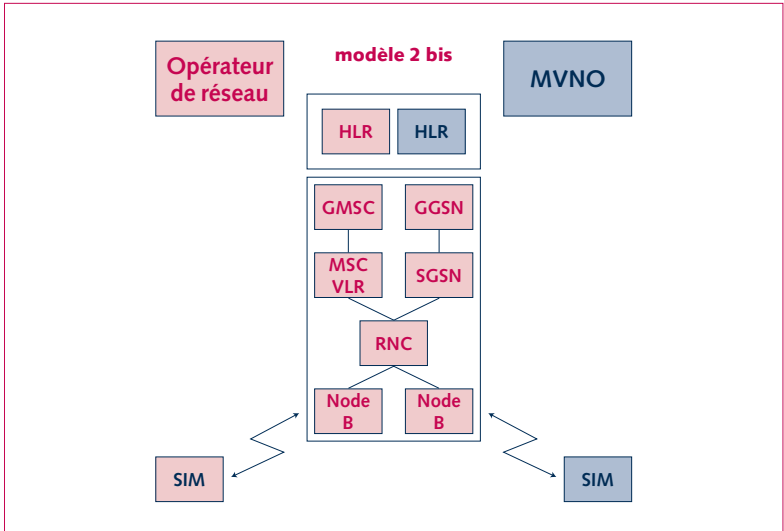 modèle 2 bis
Opérateur
de réseau
MVNO
HLR
HLR
GMSC
GGSN
MSC
VLR
SGSN
RNC
Node
B
Node
B
SIM
SIM